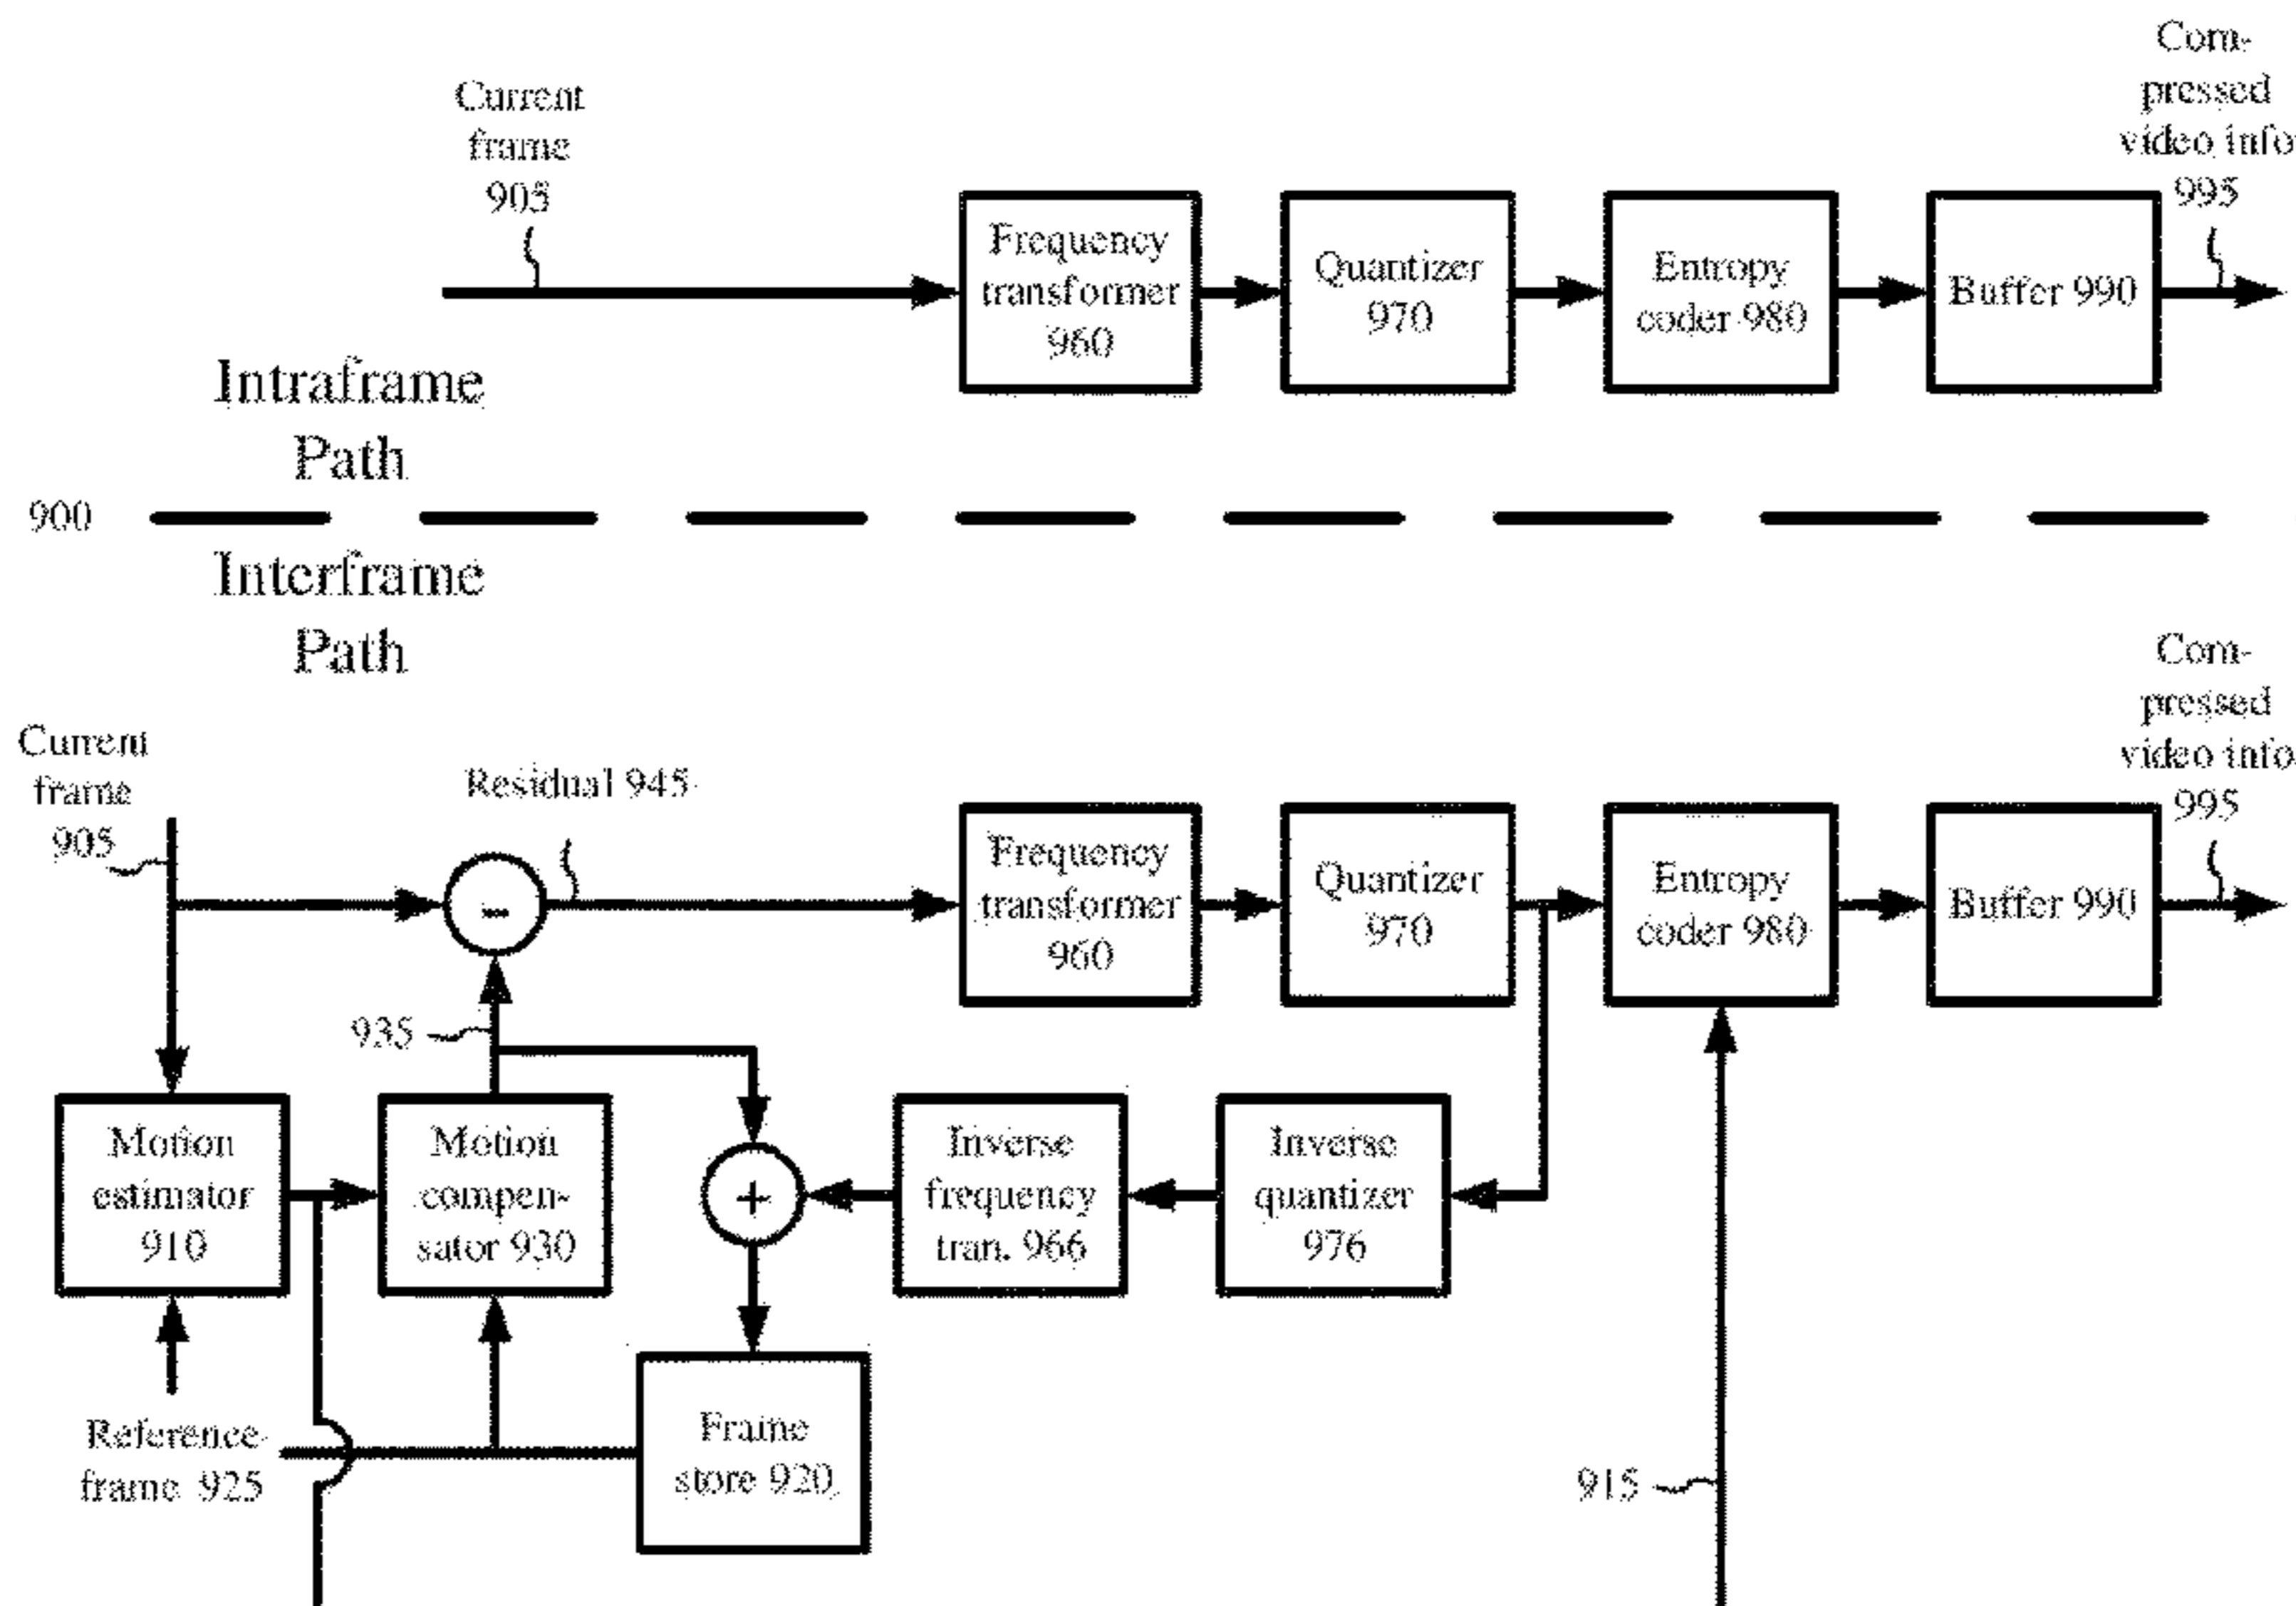 Current
frame
905
Com-
pressed
video info
995
Frequency
transformer
960
Quantizer
970
Entropy
coder 980
Buffer 990
Intraframe
Path
900
Interframe
Path
Current
frame
905
Residual 945
Com-
pressed
video info
995
-
Frequency
transformer
960
Quantizer
970
Entropy
coder 980
Buffer 990
935
Motion
estimator
910
Motion
compen-
sator 930
+
Inverse
frequency
tran. 966
Inverse
quantizer
976
Reference
frame 925
Frame
store 920
915